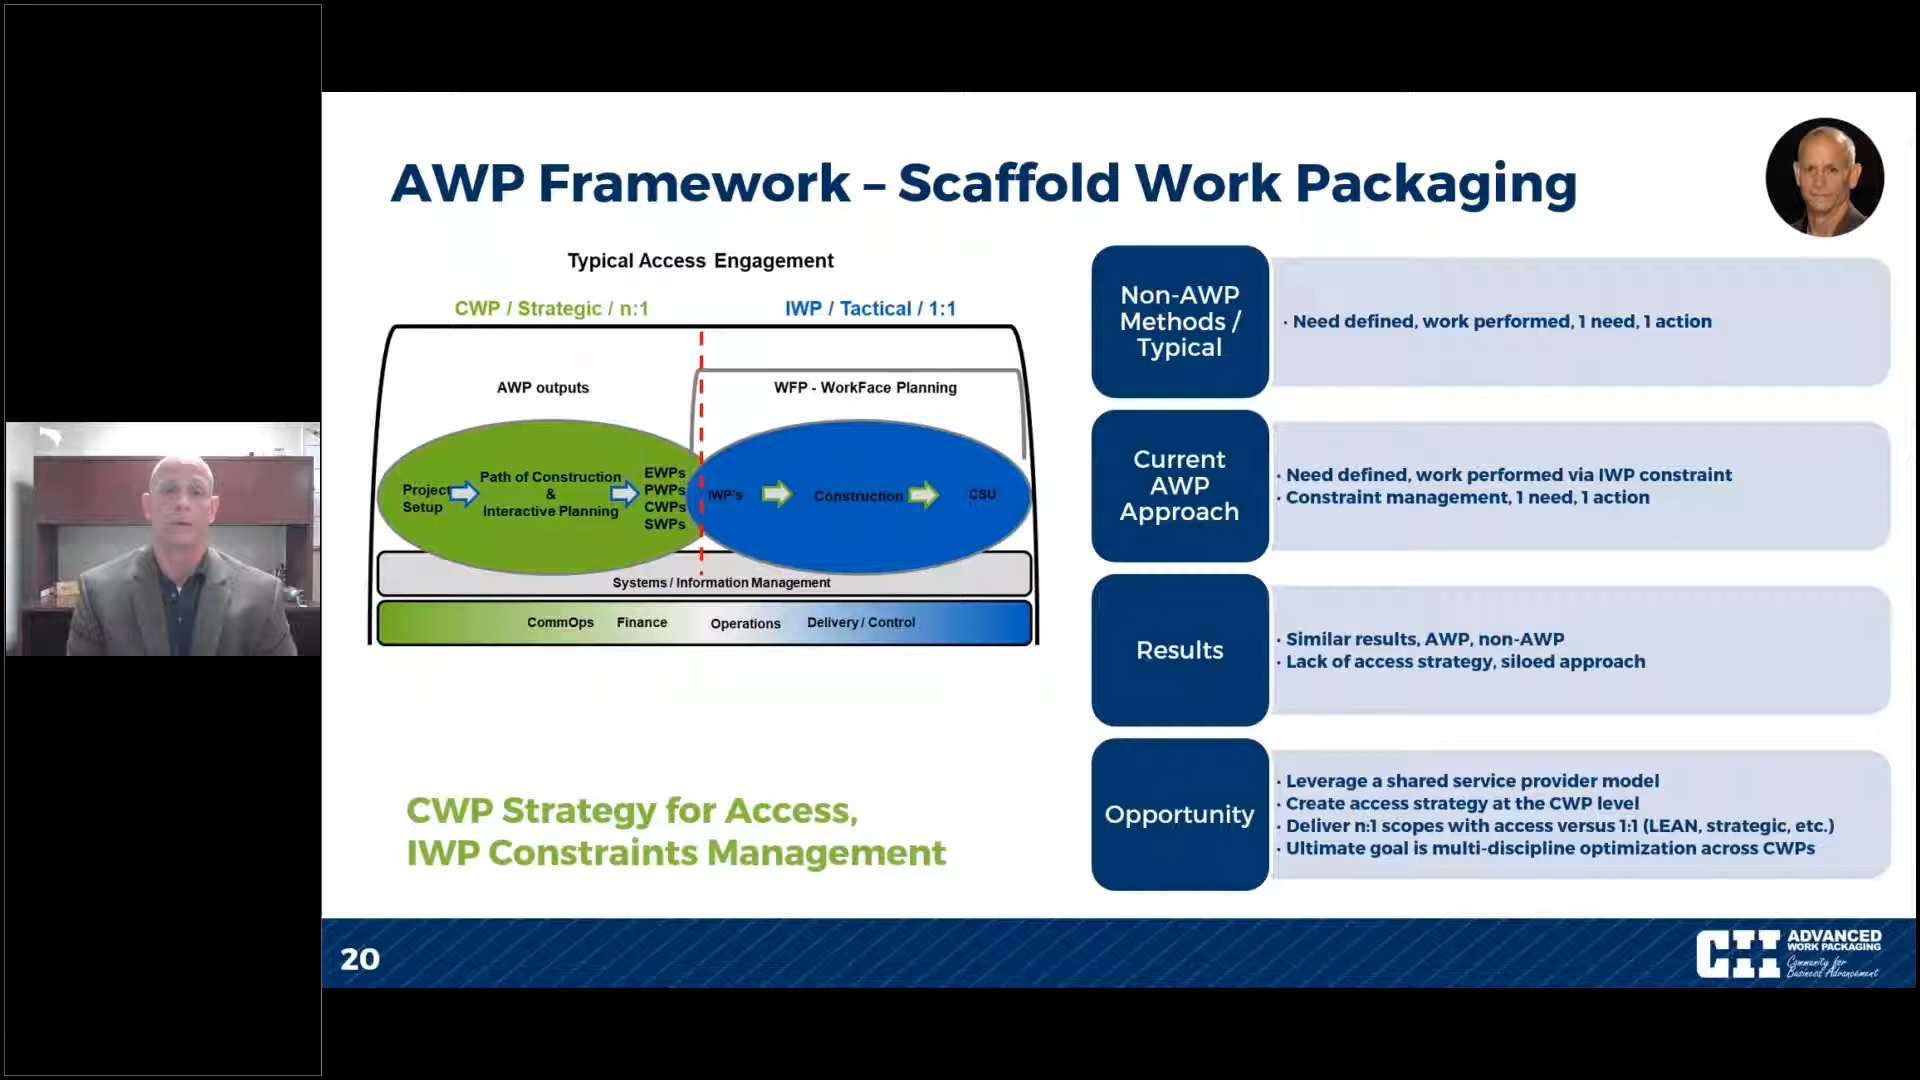 AWP Framework – Scaffold Work Packaging
Typical Access Engagement
CWP / Strategic / n:1
IWP / Tactical / 1:1
AWP outputs
WFP - WorkFace Planning
Project
Setup
Path of Construction
&
Interactive Planning
EWPs
PWPs
CWPs
SWPs
IWP's
Construction
CSU
Systems / Information Management
CommOps
Finance
Operations
Delivery / Control
CWP Strategy for Access,
IWP Constraints Management
Non-AWP
Methods /
Typical
· Need defined, work performed, 1 need, 1 action
Current
AWP
Approach
· Need defined, work performed via IWP constraint
· Constraint management, 1 need, 1 action
Results
· Similar results, AWP, non-AWP
· Lack of access strategy, siloed approach
Opportunity
· Leverage a shared service provider model
· Create access strategy at the CWP level
· Deliver n:1 scopes with access versus 1:1 (LEAN, strategic, etc.)
· Ultimate goal is multi-discipline optimization across CWPs
20
CII
ADVANCED
WORK PACKAGING
Community for
Business Advancement